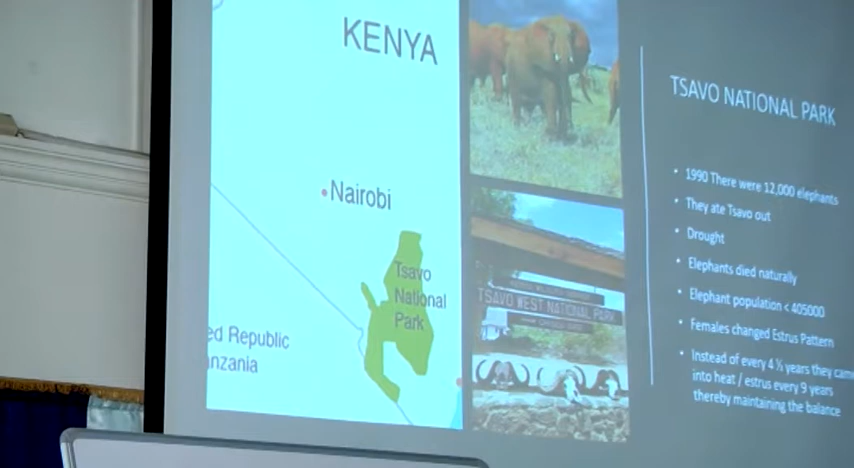 KENYA
Nairobi
Tsavo
National
Park
ed Republic
nzania
TSAVO WEST NATIONAL PARK
TSAVO NATIONAL PARK
• 1990 There were 12,000 elephants
• They ate Tsavo out
• Drought
• Elephants died naturally
• Elephant population < 405000
• Females changed Estrus Pattern
• Instead of every 4 ½ years they came
into heat / estrus every 9 years
thereby maintaining the balance